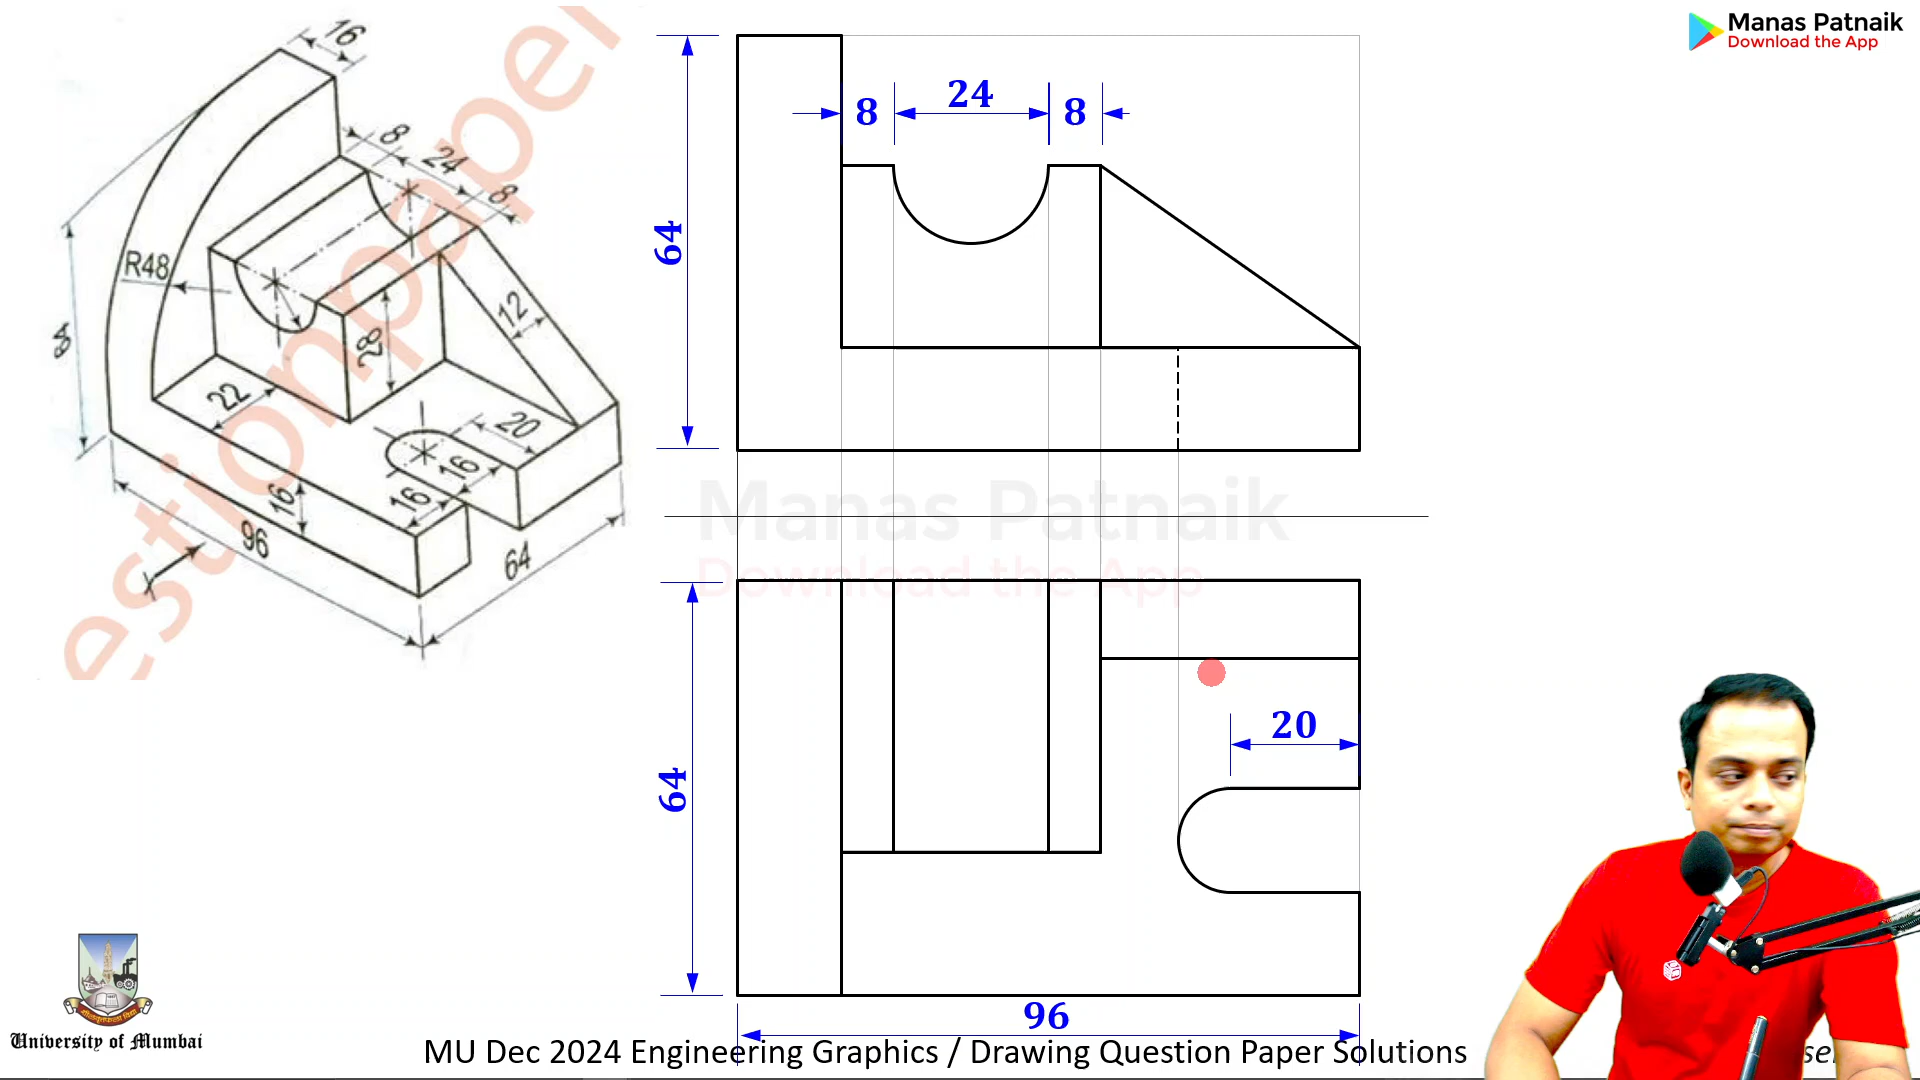 Manas Patnaik
Download the App
16
8
24
8
R48
12
28
22
20
16
16
16
96
64
X
estionpaper
64
8
24
8
Manas Patnaik
Download the App
64
20
96
University of Mumbai
MU Dec 2024 Engineering Graphics / Drawing Question Paper Solutions